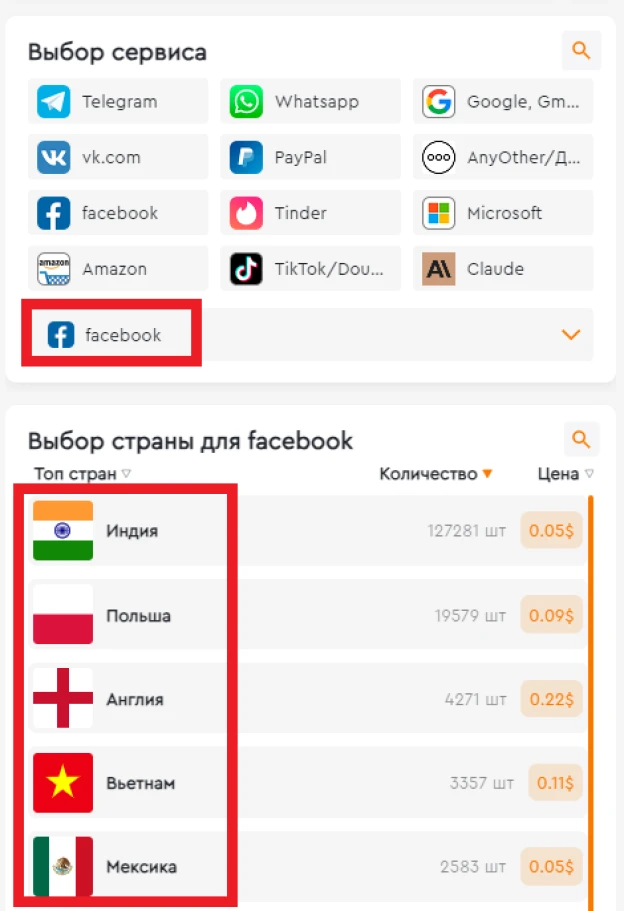 Выбор сервиса
Telegram Whatsapp Google, Gm...
vk.com PayPal AnyOther/Д...
facebook Tinder Microsoft
amazon Amazon TikTok/Dou... Claude
facebook
Выбор страны для facebook
Топ стран Количество Цена
Индия 127281 шт 0.05$
Польша 19579 шт 0.09$
Англия 4271 шт 0.22$
Вьетнам 3357 шт 0.11$
Мексика 2583 шт 0.05$